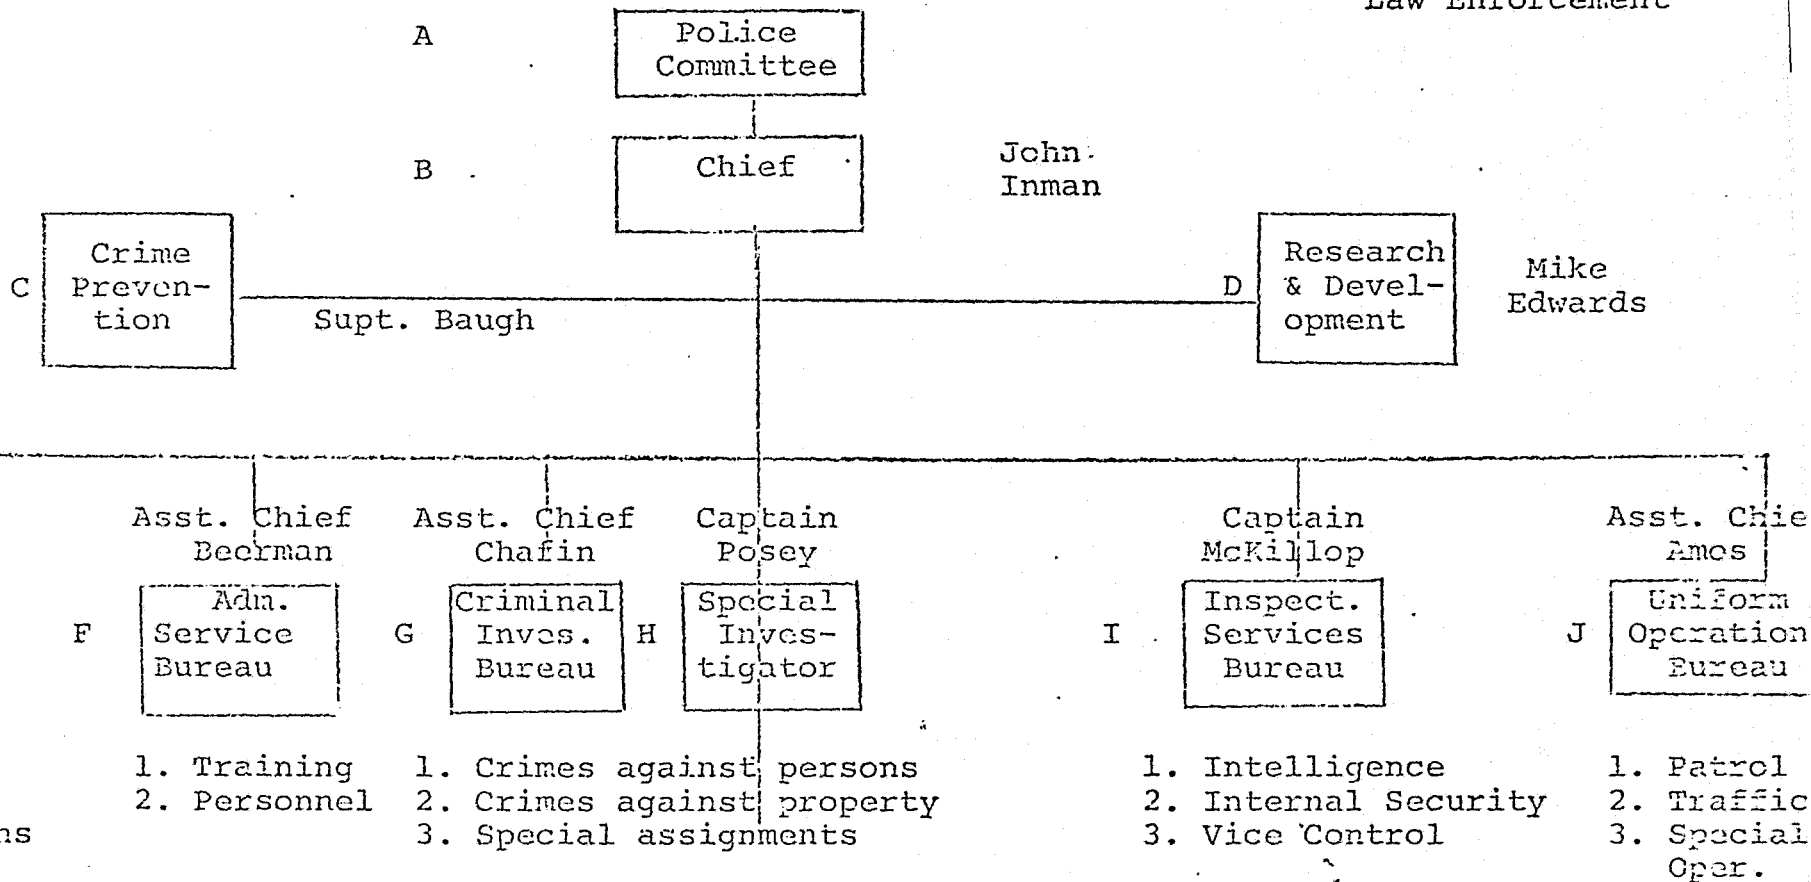 Law Enforcement
A
Police
Committee
B
Chief
John
Inman
C
Crime
Preven-
tion
Supt. Baugh
D
Research
& Devel-
opment
Mike
Edwards
Asst. Chief
Beerman
F
Adm.
Service
Bureau
1. Training
2. Personnel
Asst. Chief
Chafin
G
Criminal
Inves.
Bureau
1. Crimes against persons
2. Crimes against property
3. Special assignments
Captain
Posey
H
Special
Inves-
tigator
Captain
McKillop
I
Inspect.
Services
Bureau
1. Intelligence
2. Internal Security
3. Vice Control
Asst. Chie
Amos
J
Uniform
Operation
Bureau
1. Patrol
2. Traffic
3. Special
Oper.
ns